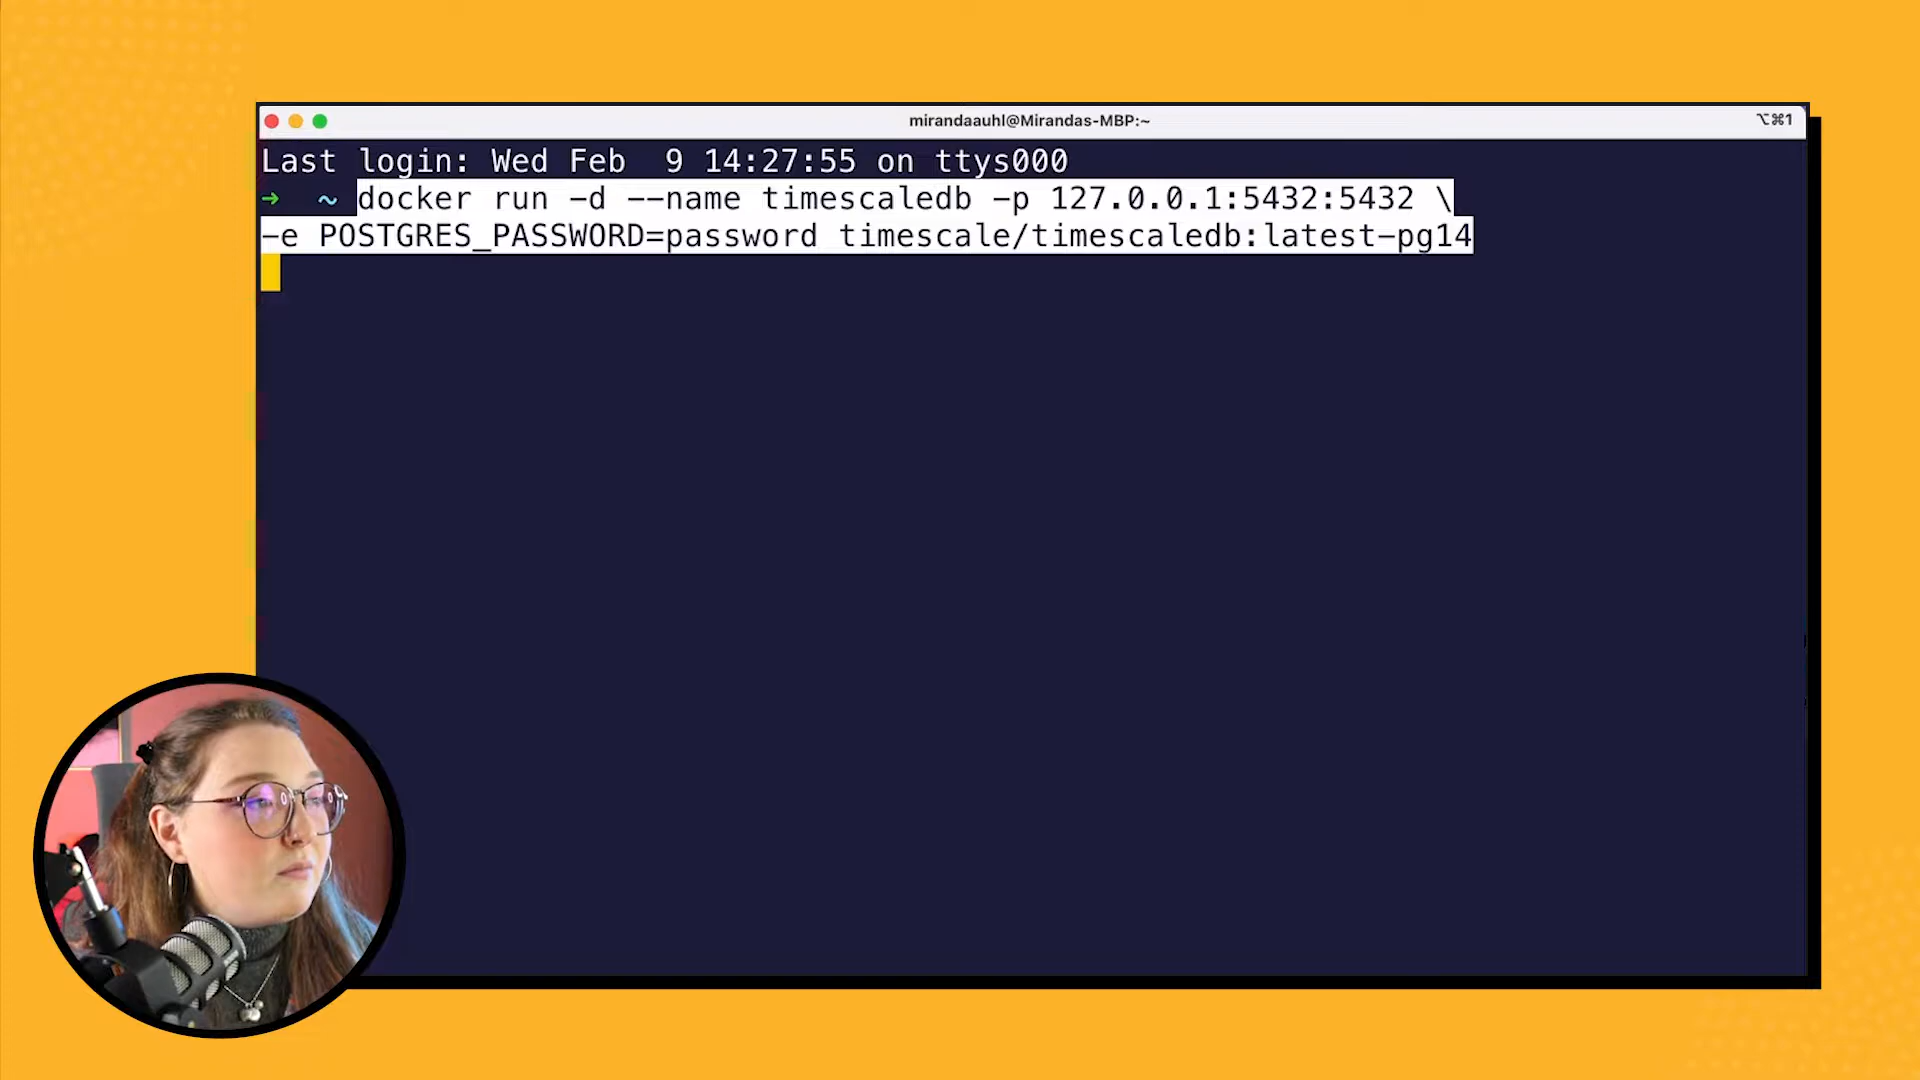 mirandaauhl@Mirandas-MBP:~
⌥⌘1
Last login: Wed Feb  9 14:27:55 on ttys000
→ ~ docker run -d --name timescaledb -p 127.0.0.1:5432:5432 \
-e POSTGRES_PASSWORD=password timescale/timescaledb:latest-pg14